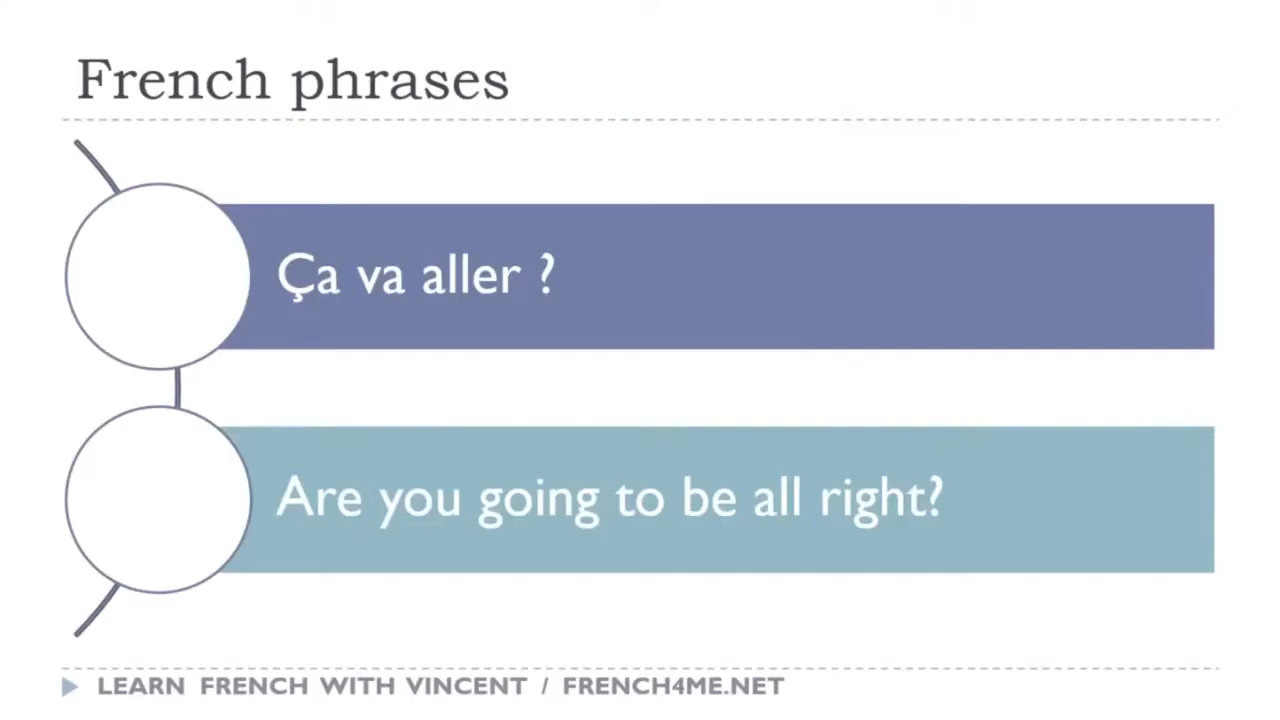 French phrases
Ça va aller ?
Are you going to be all right?
LEARN FRENCH WITH VINCENT / FRENCH4ME.NET